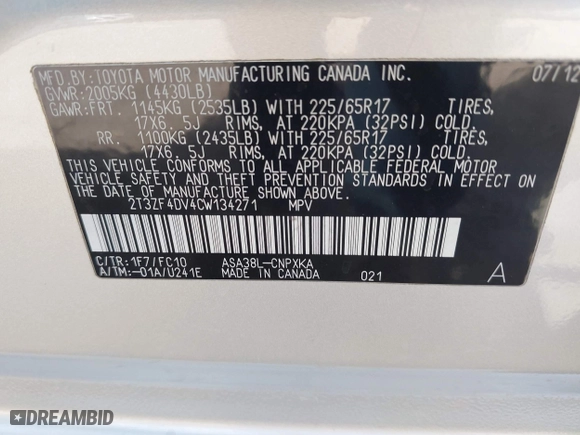 MFD.BY:TOYOTA MOTOR MANUFACTURING CANADA INC. 07/12
GVWR:2005KG (4430LB)
GAWR:FRT. 1145KG (2535LB) WITH 225/65R17 TIRES,
17X6. 5J RIMS, AT 220KPA (32PSI) COLD.
RR. 1100KG (2435LB) WITH 225/65R17 TIRES,
17X6. 5J RIMS, AT 220KPA (32PSI) COLD.
THIS VEHICLE CONFORMS TO ALL APPLICABLE FEDERAL MOTOR
VEHICLE SAFETY AND THEFT PREVENTION STANDARDS IN EFFECT ON
THE DATE OF MANUFACTURE SHOWN ABOVE.
2T3ZF4DV4CW134271 MPV
C/TR:1F7/FC10 ASA38L-CNPXKA
A/TM:-01A/U241E MADE IN CANADA 021 A
DREAMBID